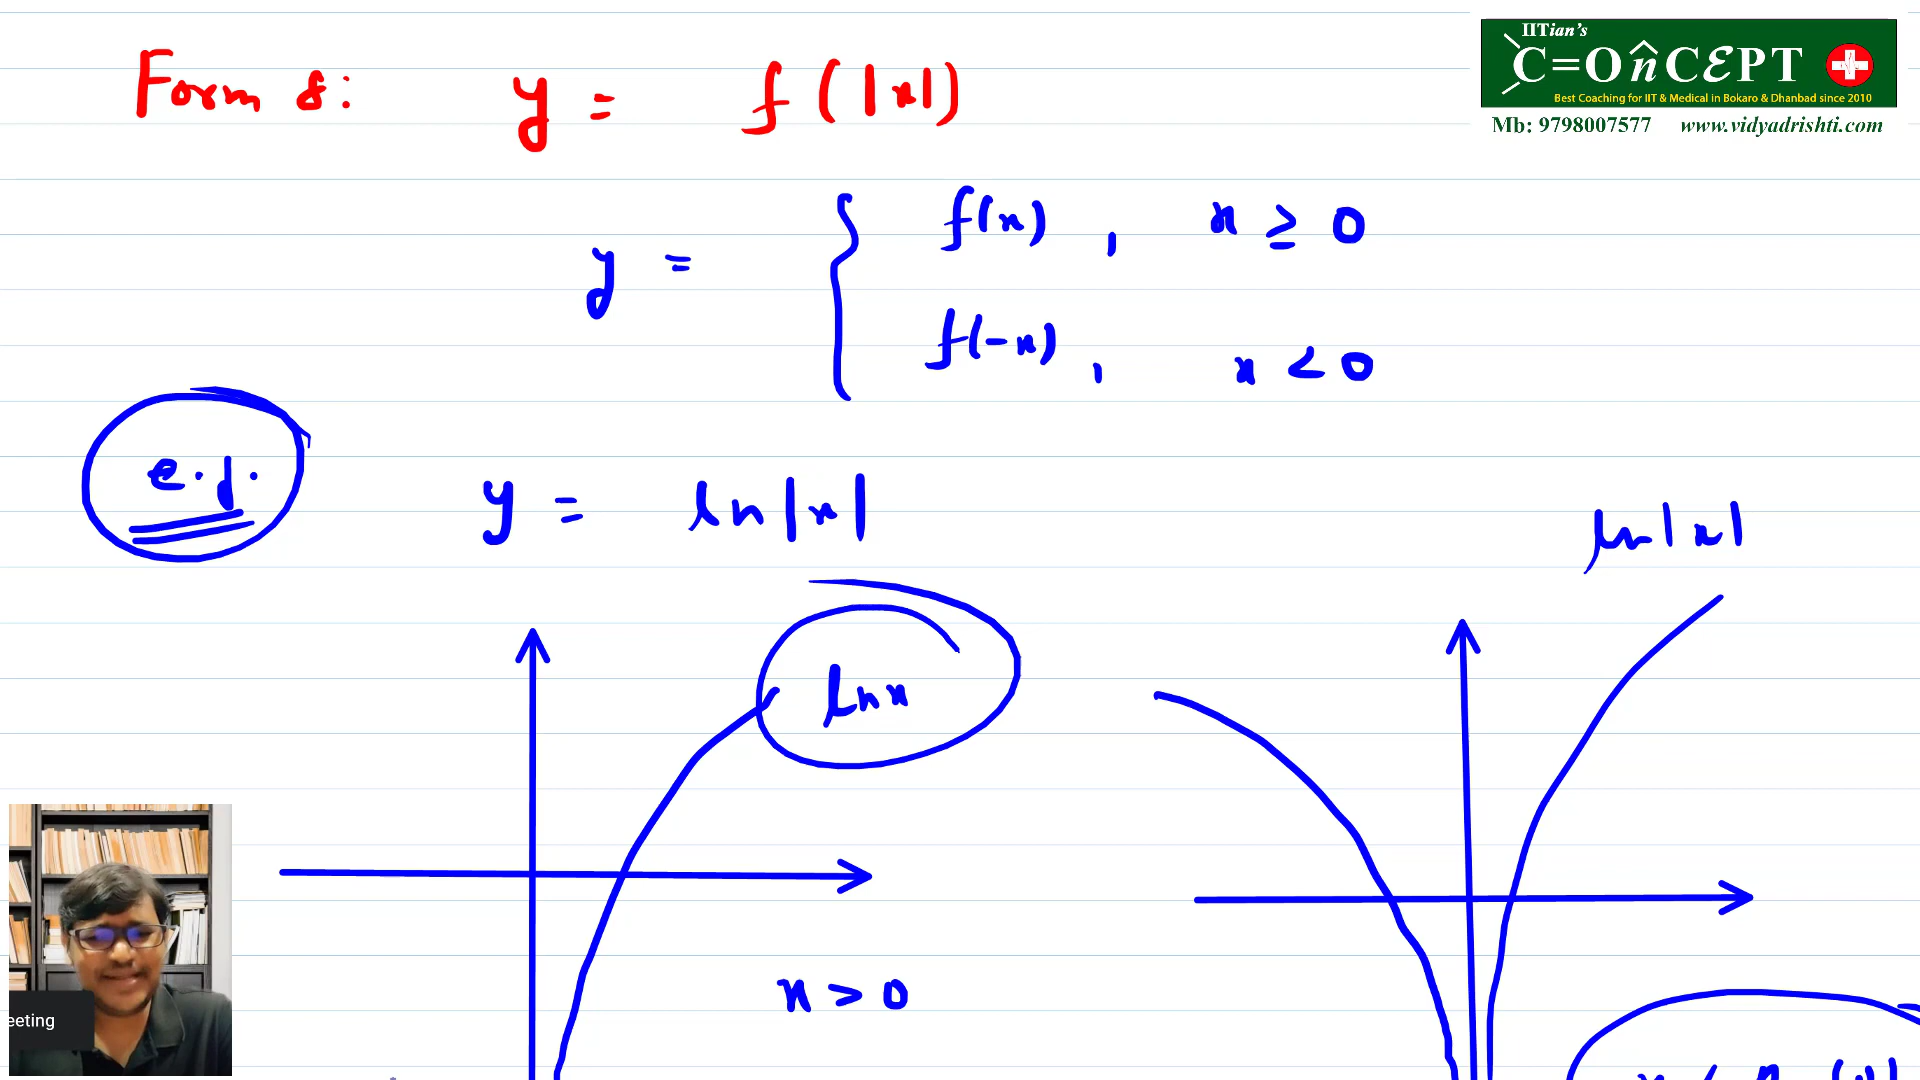 Form 8: y = f(|x|)
IITian's
C=OnCEPT
Best Coaching for IIT & Medical in Bokaro & Dhanbad since 2010
Mb: 9798007577 www.vidyadrishti.com
y = { f(x), x ≥ 0
f(-x), x < 0
e.g. y = ln|x|
ln|x|
lnx
x > 0
eeting